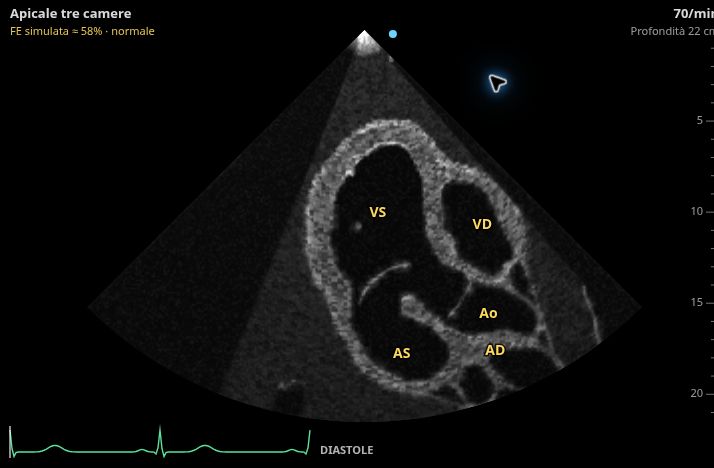 Apicale tre camere
70/min
FE simulata ≈ 58% · normale
Profondità 22 cm
5
VS
10
VD
15
Ao
AD
AS
20
DIASTOLE